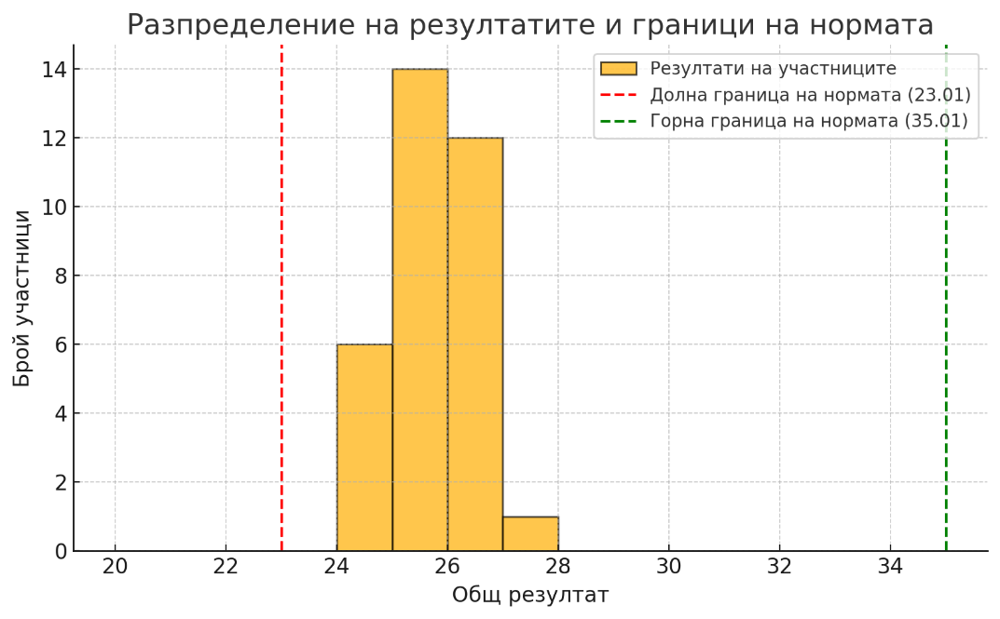 Разпределение на резултатите и граници на нормата
Резултати на участниците
Долна граница на нормата (23.01)
Горна граница на нормата (35.01)
Брой участници
14
12
10
8
6
4
2
0
20 22 24 26 28 30 32 34
Общ резултат